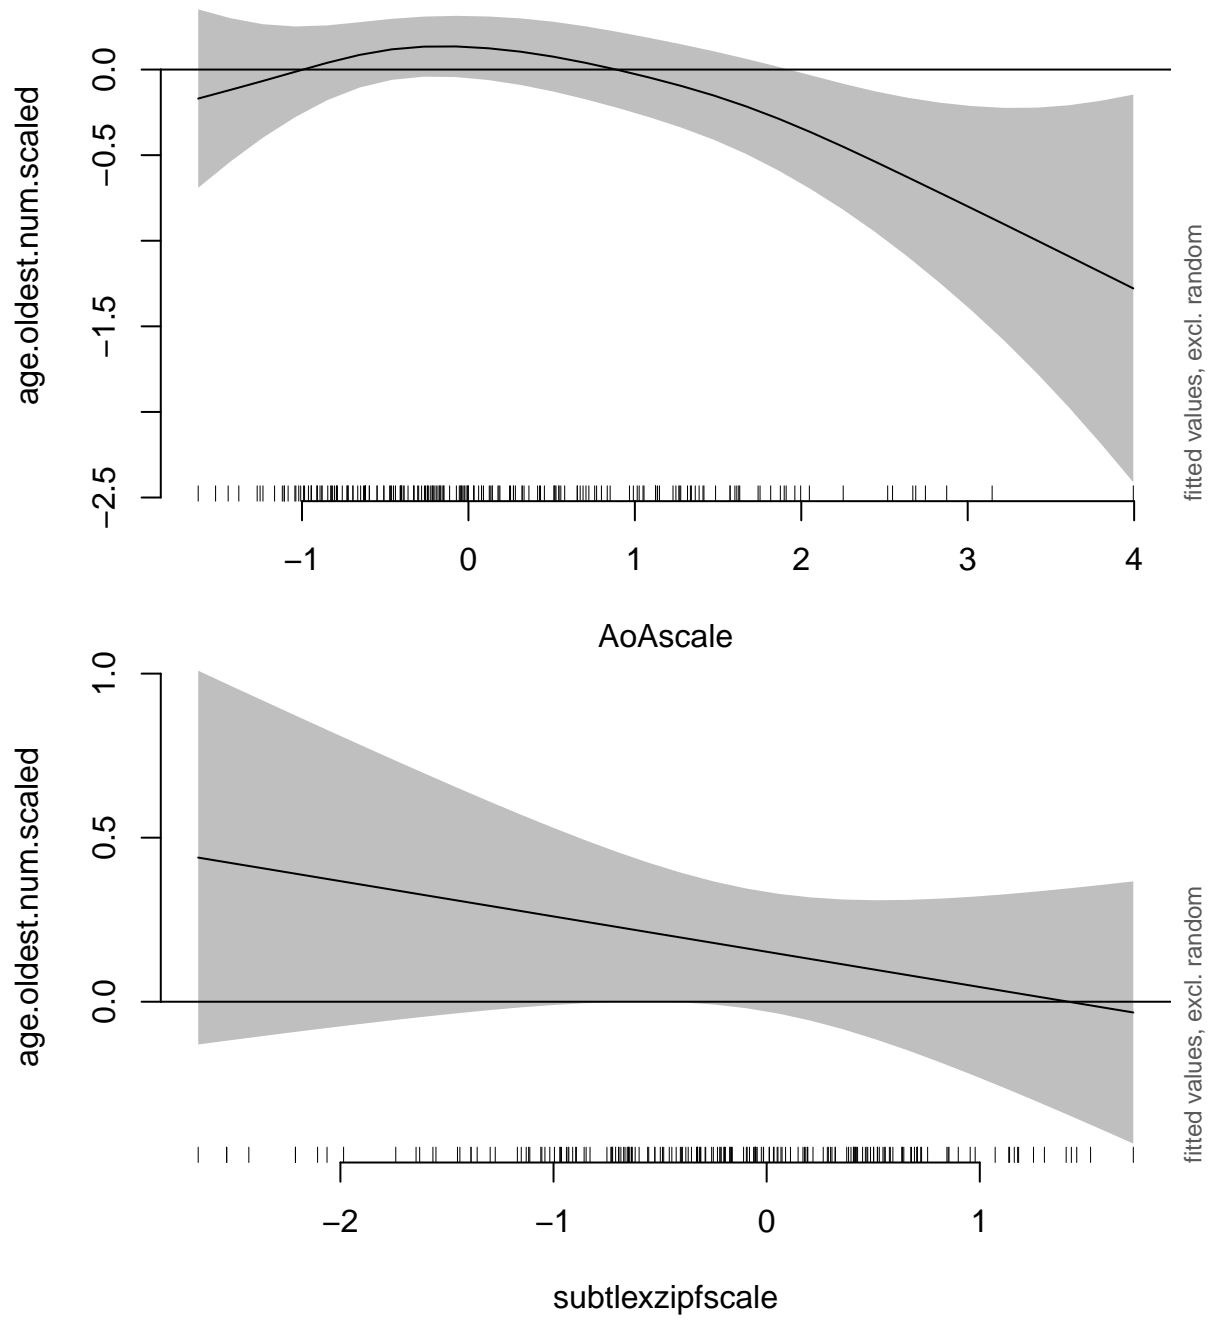 age.oldest.num.scaled
0.0
−0.5
−1.5
−2.5
−1 0 1 2 3 4
AoAscale
fitted values, excl. random
age.oldest.num.scaled
1.0
0.5
0.0
−2 −1 0 1
subtlexzipfscale
fitted values, excl. random